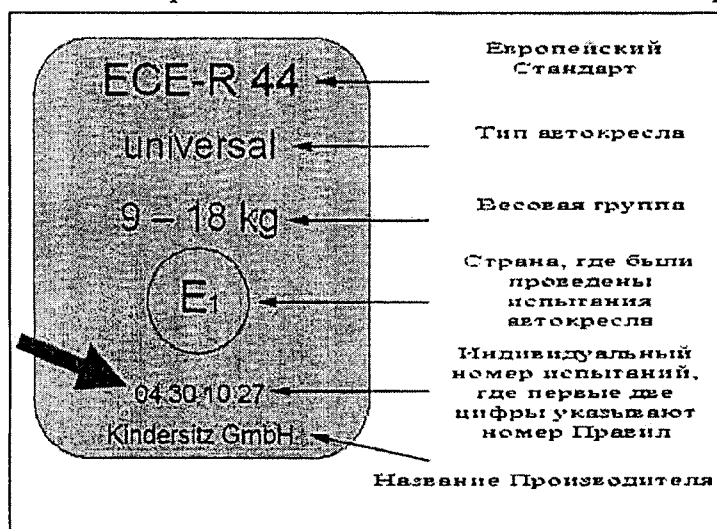 ECE-R 44
universal
9 – 18 kg
E1
04.30.10.27
Kindersitz GmbH
Европейский
Стандарт
Тип автокресла
Весовая группа
Страна, где были
проведены
испытания
автокресла
Индивидуальный
номер испытаний,
где первые две
цифры указывают
номер Правил
Название Производителя